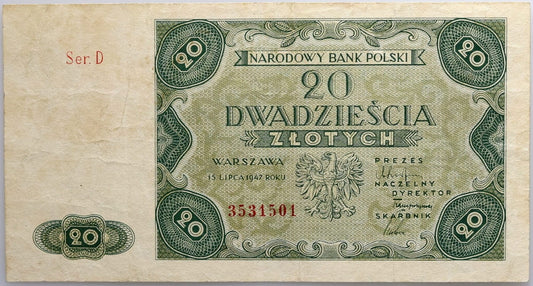 Ser. D
20
20
NARODOWY BANK POLSKI
20
DWADZIEŚCIA
ZŁOTYCH
WARSZAWA
15 LIPCA 1947 ROKU
PREZES
NACZELNY
DYREKTOR
SKARBNIK
3531501
20
20
20